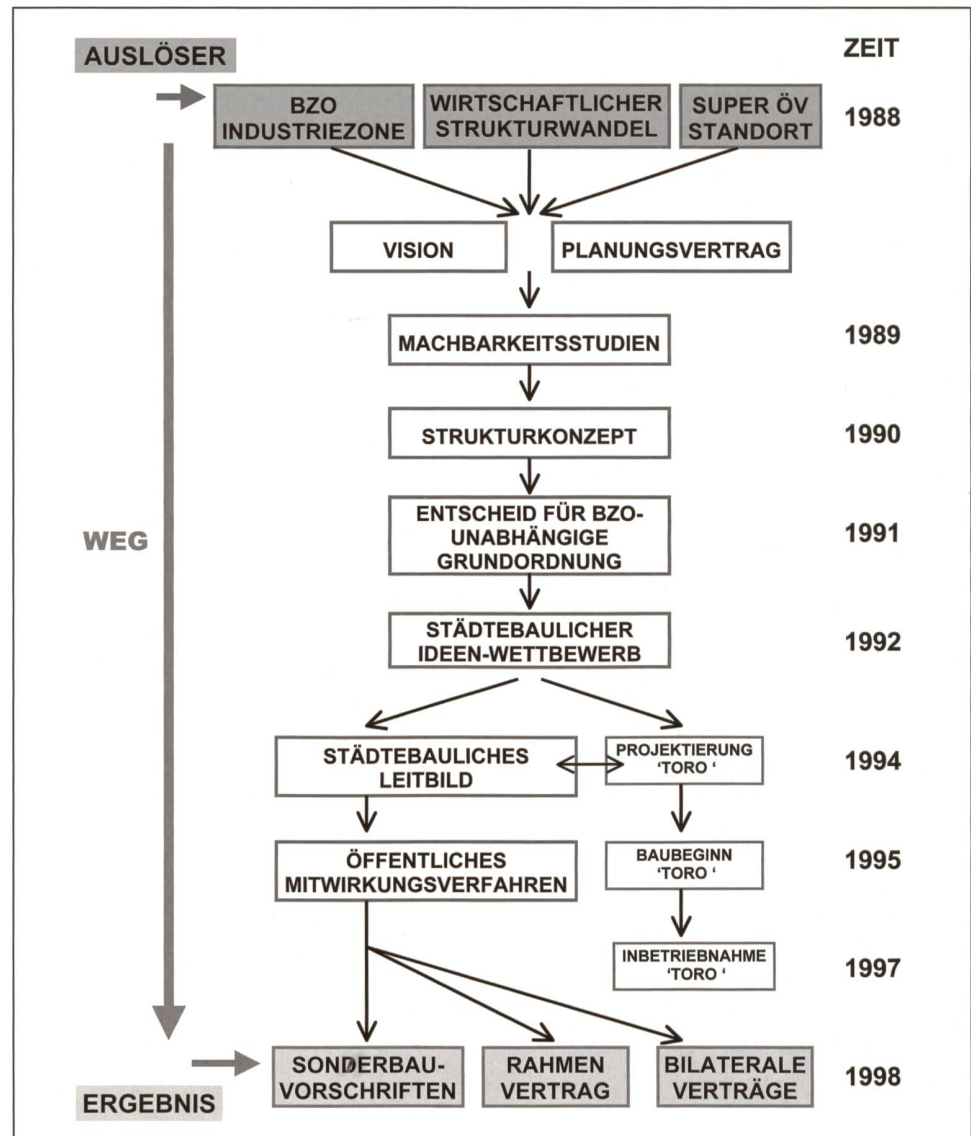 AUSLÖSER
ZEIT
BZO
INDUSTRIEZONE
WIRTSCHAFTLICHER
STRUKTURWANDEL
SUPER ÖV
STANDORT
1988
VISION
PLANUNGSVERTRAG
MACHBARKEITSSTUDIEN
1989
STRUKTURKONZEPT
1990
ENTSCHEID FÜR BZO-
UNABHÄNGIGE
GRUNDORDNUNG
1991
WEG
STÄDTEBAULICHER
IDEEN-WETTBEWERB
1992
STÄDTEBAULICHES
LEITBILD
PROJEKTIERUNG
'TORO '
1994
ÖFFENTLICHES
MITWIRKUNGSVERFAHREN
BAUBEGINN
'TORO '
1995
INBETRIEBNAHME
'TORO '
1997
SONDERBAU-
VORSCHRIFTEN
RAHMEN
VERTRAG
BILATERALE
VERTRÄGE
1998
ERGEBNIS